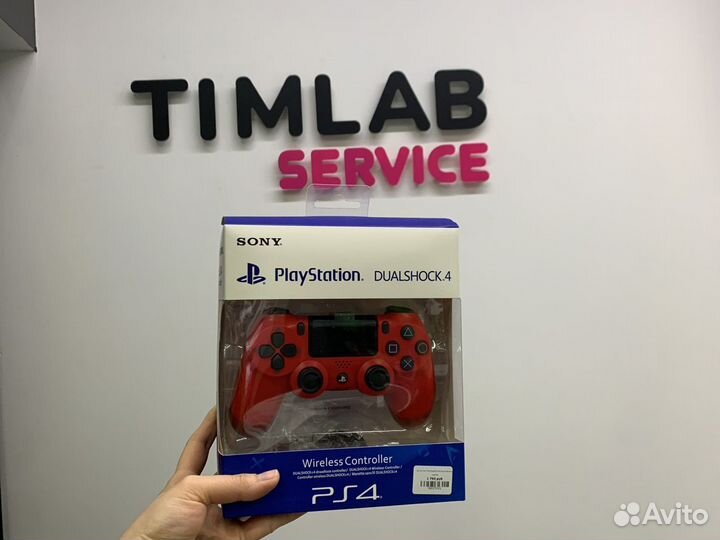 TIMLAB
SERVICE
SONY
PlayStation. DUALSHOCK.4
Wireless Controller
PS4
Avito